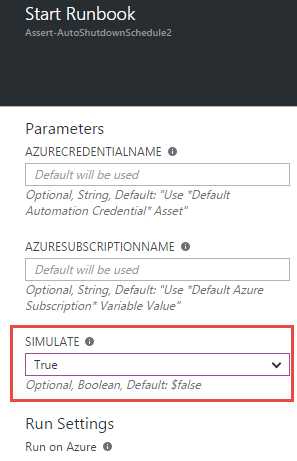 Start Runbook
Assert-AutoShutdownSchedule2
Parameters
AZURECREDENTIALNAME
Default will be used
Optional, String, Default: "Use *Default
Automation Credential* Asset"
AZURESUBSCRIPTIONNAME
Default will be used
Optional, String, Default: "Use *Default Azure
Subscription* Variable Value"
SIMULATE
True
Optional, Boolean, Default: $false
Run Settings
Run on Azure